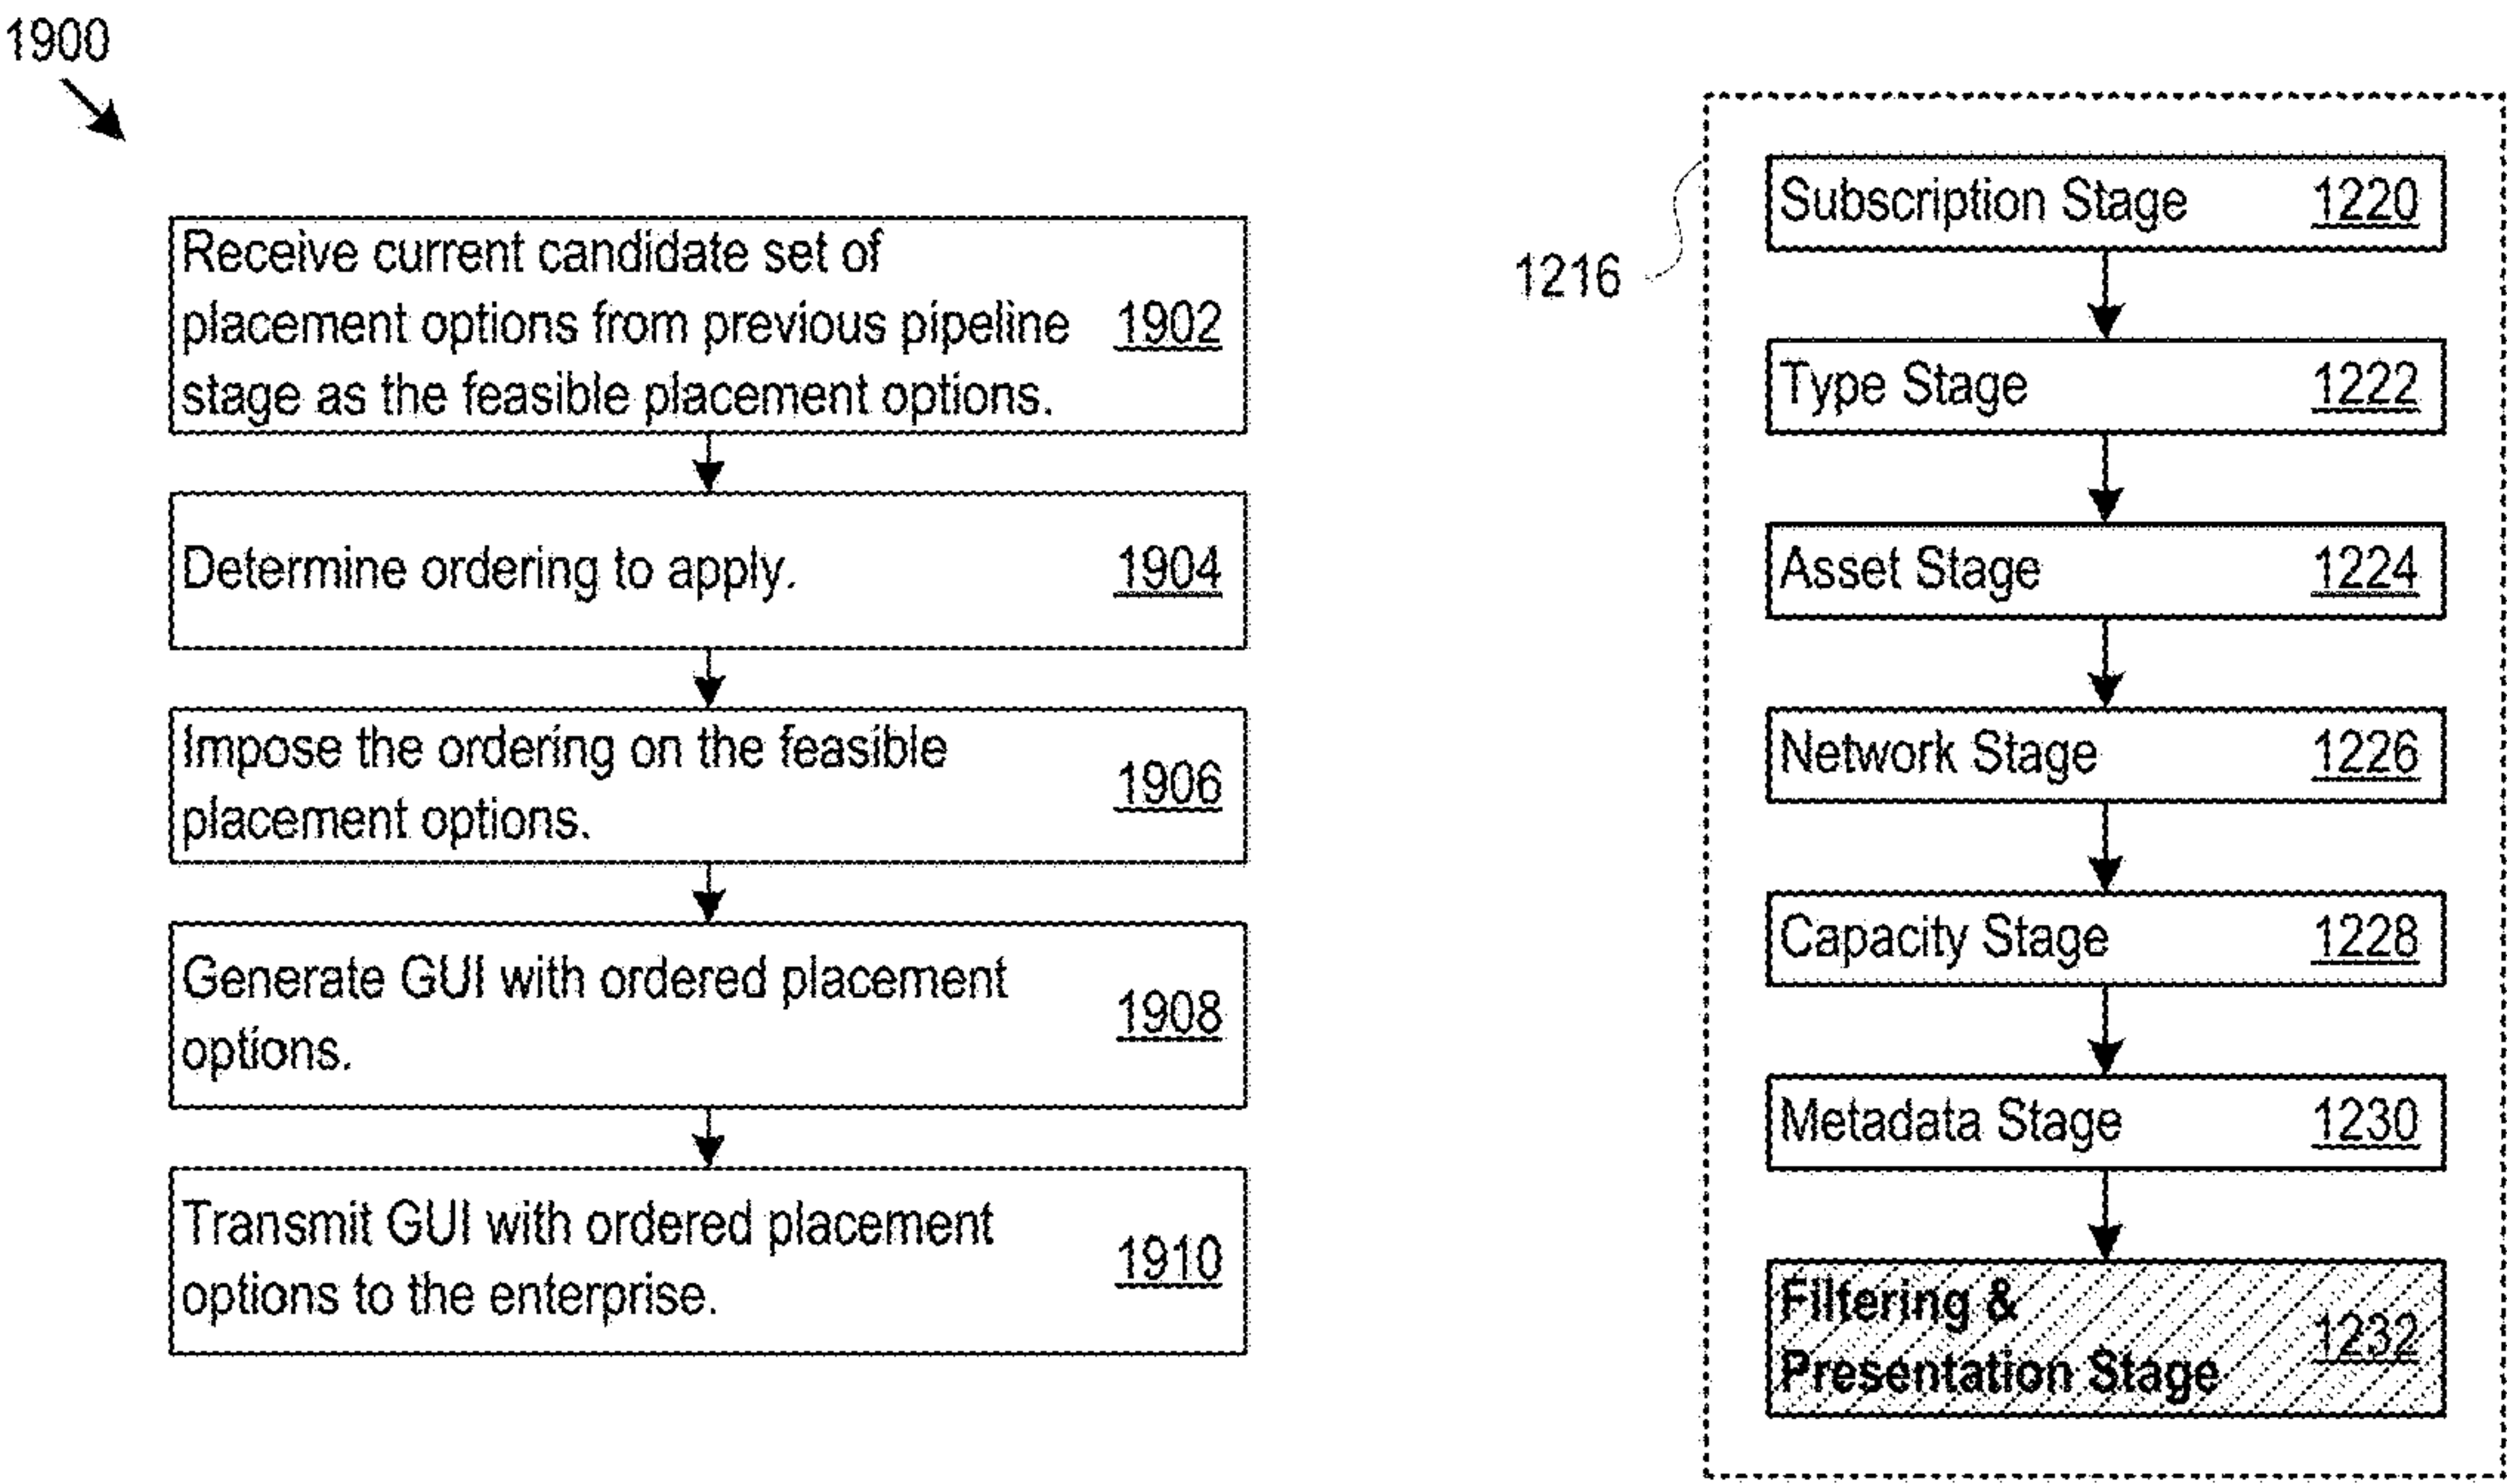 1900
Receive current candidate set of
placement options from previous pipeline 1902
stage as the feasible placement options.
Determine ordering to apply. 1904
Impose the ordering on the feasible
placement options. 1906
Generate GUI with ordered placement
options. 1908
Transmit GUI with ordered placement
options to the enterprise. 1910
1216
Subscription Stage 1220
Type Stage 1222
Asset Stage 1224
Network Stage 1226
Capacity Stage 1228
Metadata Stage 1230
Filtering &
Presentation Stage 1232